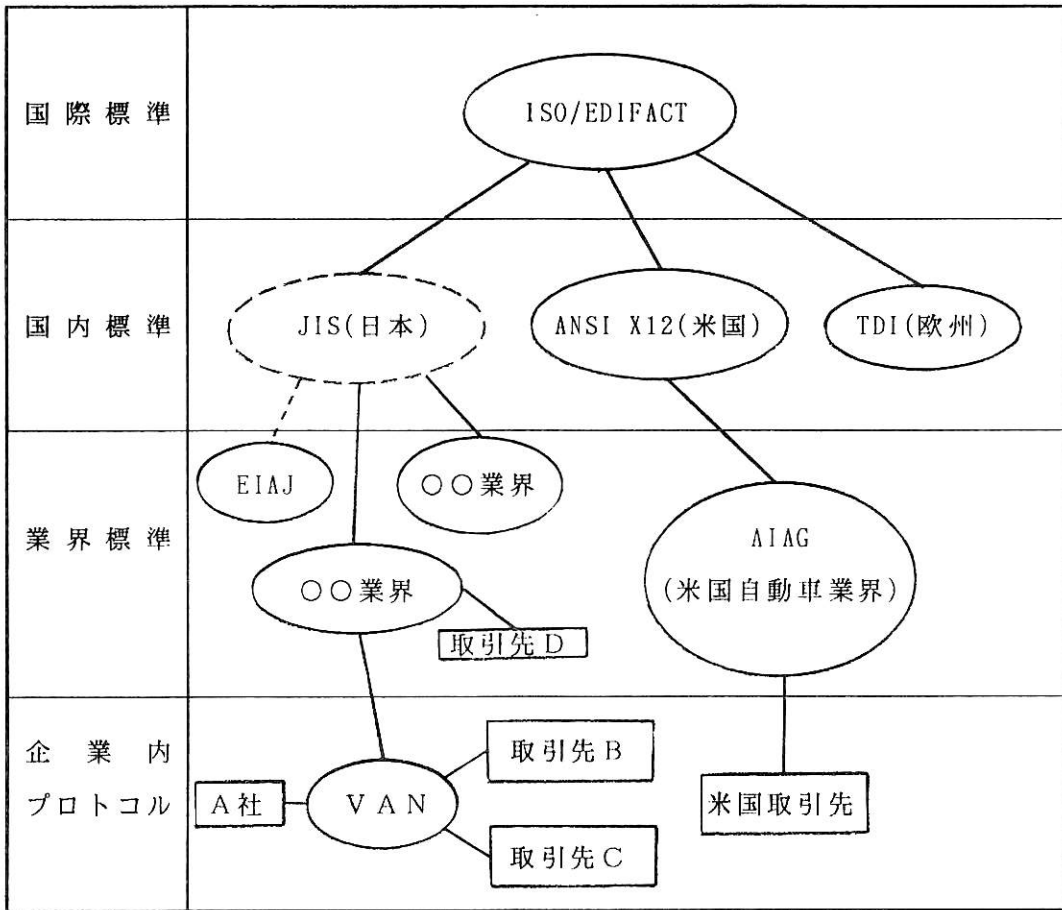 国際標準
ISO/EDIFACT
国内標準
JIS(日本)
ANSI X12(米国)
TDI(欧州)
業界標準
EIAJ
○○業界
○○業界
取引先D
AIAG
(米国自動車業界)
企業内
プロトコル
A社
VAN
取引先B
取引先C
米国取引先